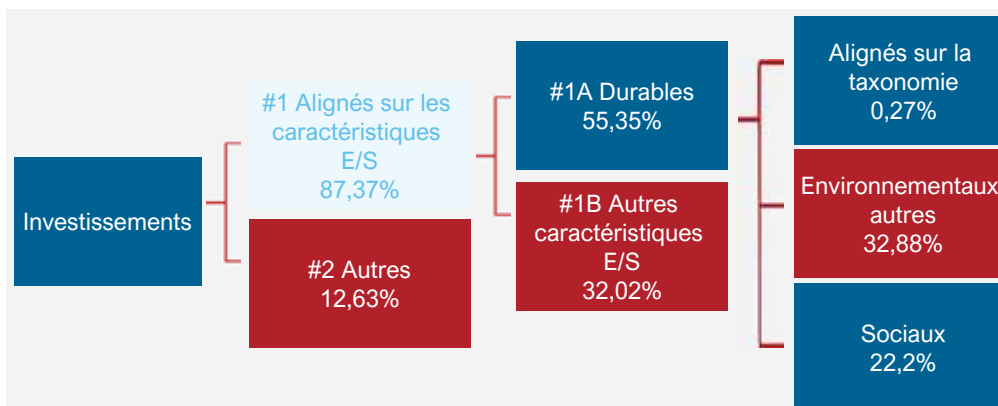 Investissements
#1 Alignés sur les
caractéristiques
E/S
87,37%
#2 Autres
12,63%
#1A Durables
55,35%
#1B Autres
caractéristiques
E/S
32,02%
Alignés sur la
taxonomie
0,27%
Environnementaux
autres
32,88%
Sociaux
22,2%